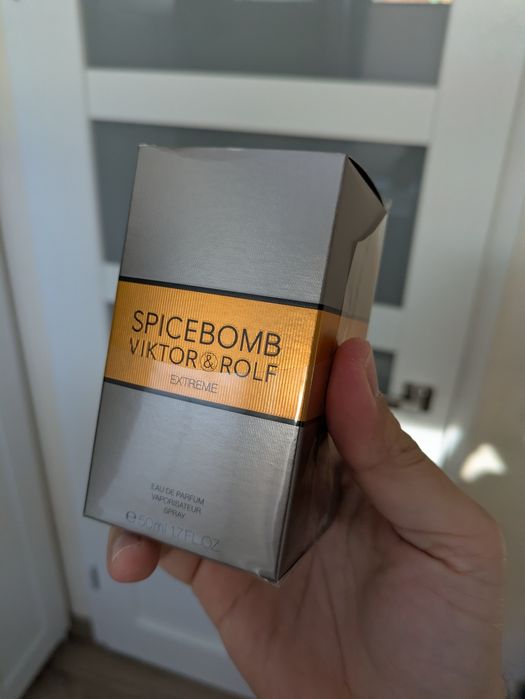 SPICEBOMB
VIKTOR&ROLF
EXTREME
EAU DE PARFUM
VAPORISATEUR
SPRAY
℮ 50ml 1.7FL.OZ.